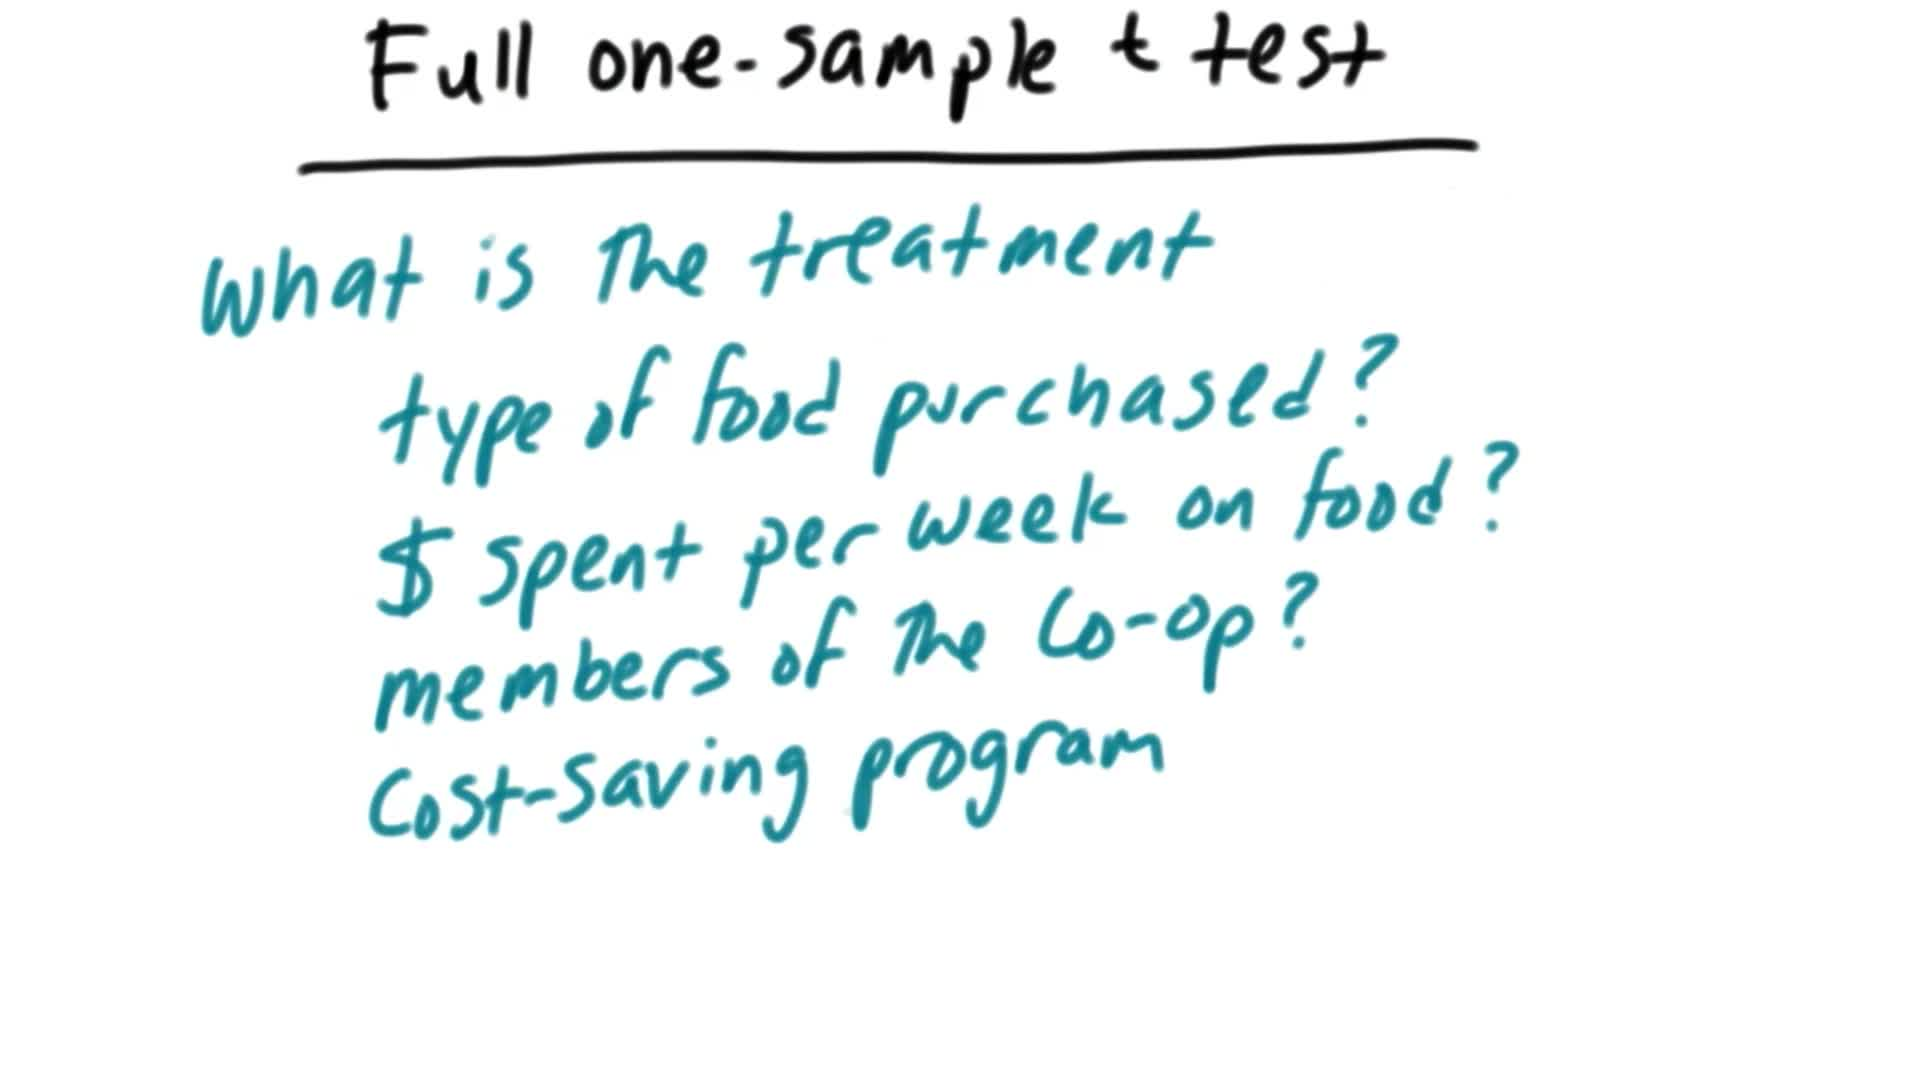 Full one-sample t test
What is the treatment
type of food purchased?
$ spent per week on food?
members of the Co-op?
Cost-saving program